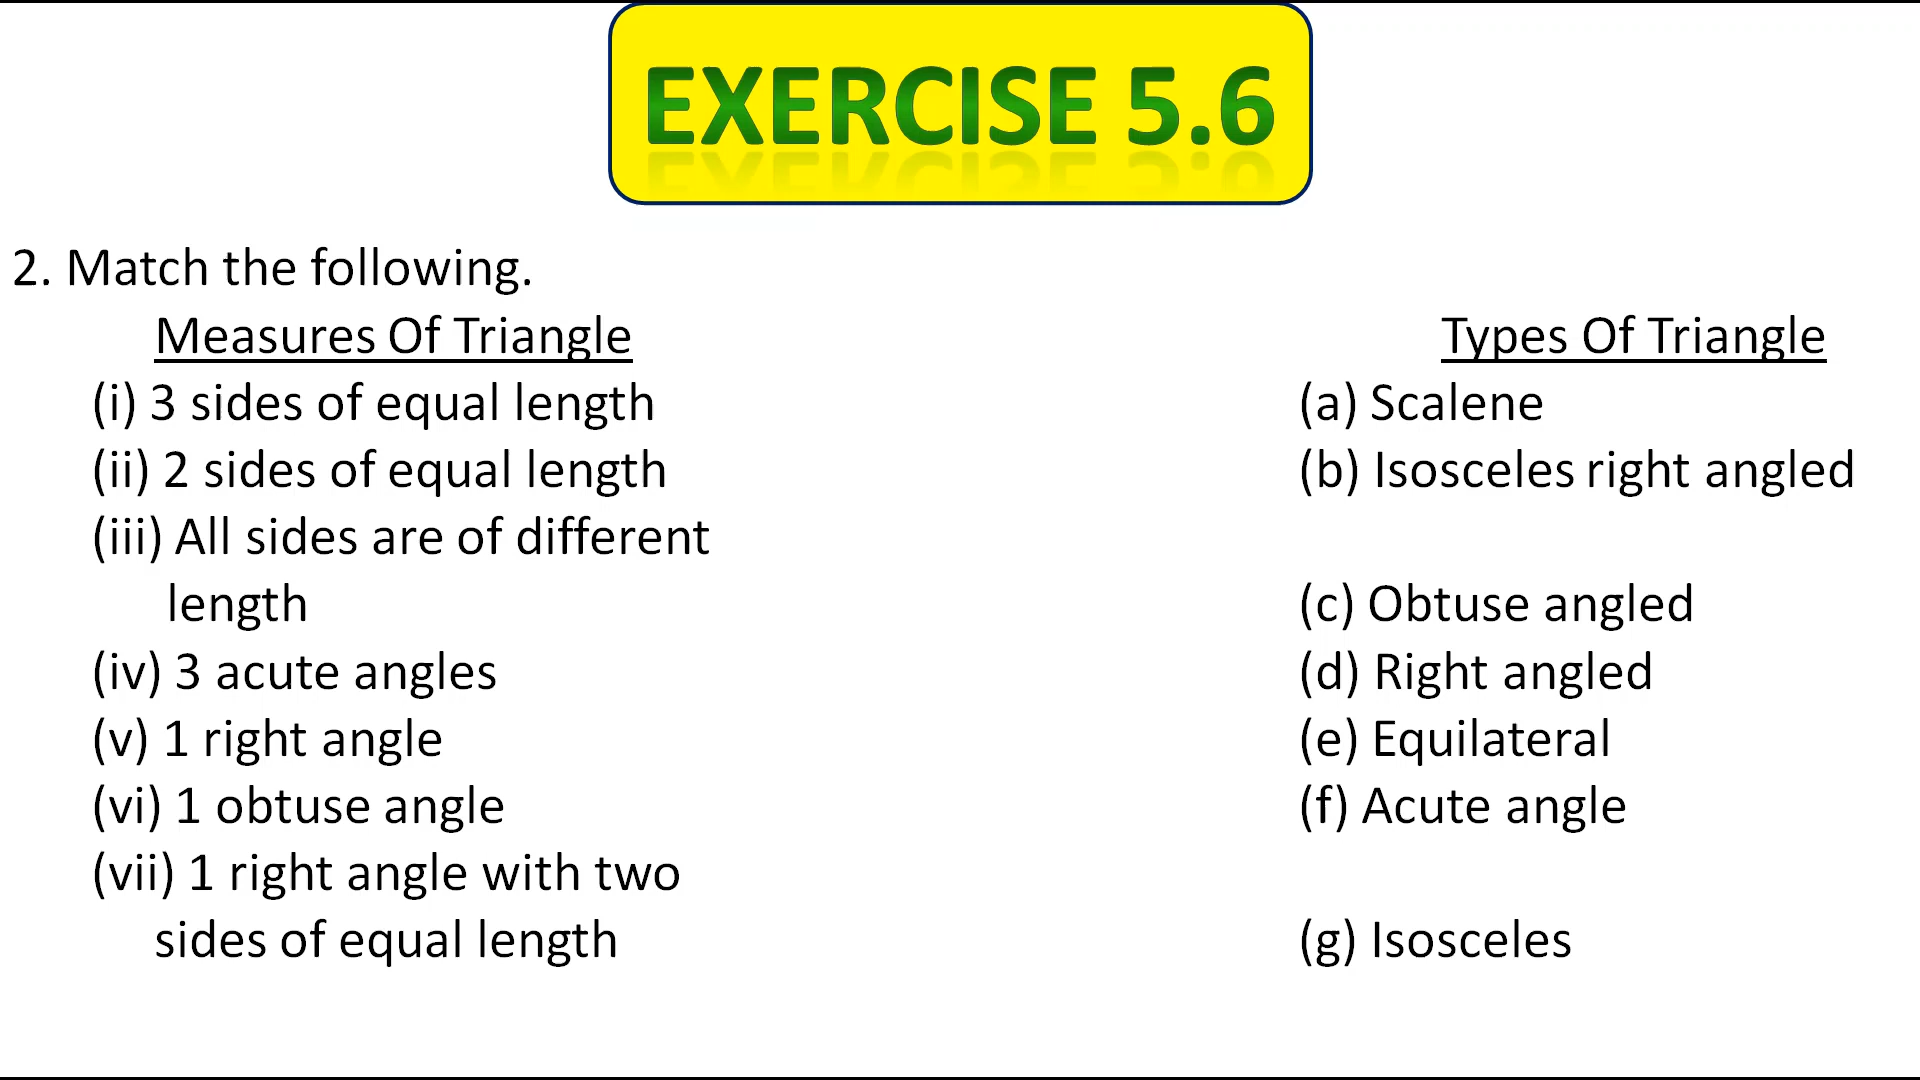 EXERCISE 5.6
2. Match the following.
Measures Of Triangle Types Of Triangle
(i) 3 sides of equal length (a) Scalene
(ii) 2 sides of equal length (b) Isosceles right angled
(iii) All sides are of different
length (c) Obtuse angled
(iv) 3 acute angles (d) Right angled
(v) 1 right angle (e) Equilateral
(vi) 1 obtuse angle (f) Acute angle
(vii) 1 right angle with two
sides of equal length (g) Isosceles